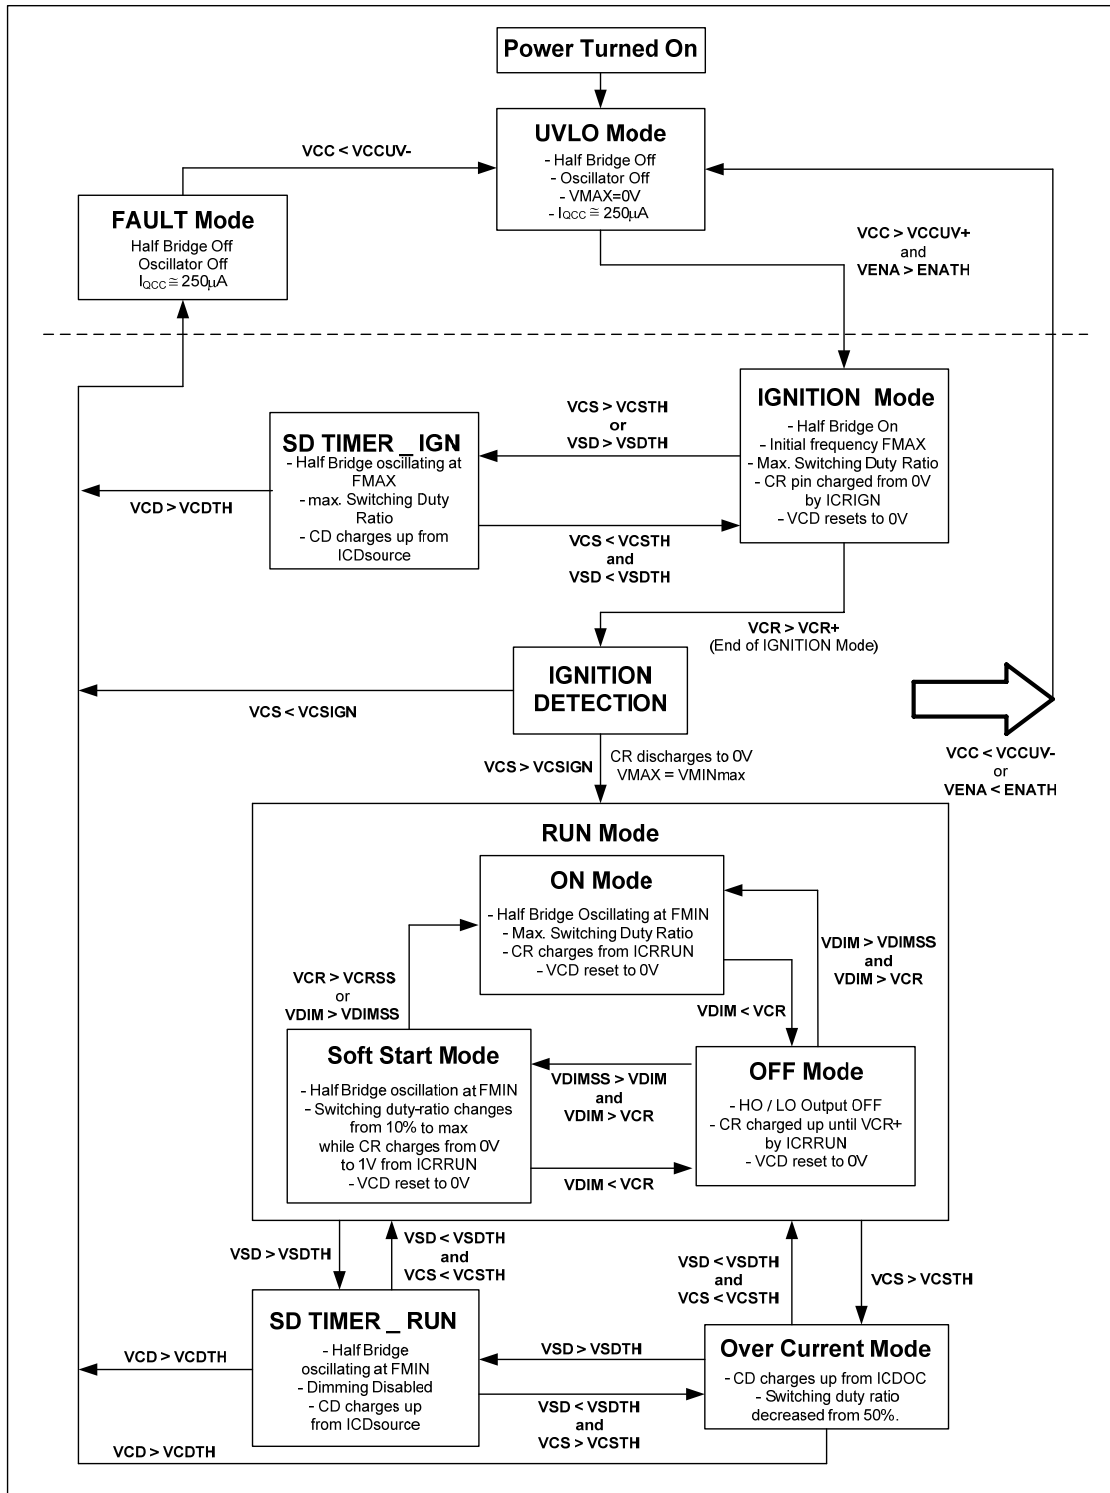 Power Turned On
UVLO Mode
- Half Bridge Off
- Oscillator Off
- VMAX=0V
- IQCC ≅ 250µA
VCC < VCCUV-
FAULT Mode
Half Bridge Off
Oscillator Off
IQCC ≅ 250µA
VCC > VCCUV+
and
VENA > ENATH
IGNITION Mode
- Half Bridge On
- Initial frequency FMAX
- Max. Switching Duty Ratio
- CR pin charged from 0V
by ICRIGN
- VCD resets to 0V
VCS > VCSTH
or
VSD > VSDTH
SD TIMER _ IGN
- Half Bridge oscillating at
FMAX
- max. Switching Duty
Ratio
- CD charges up from
ICDsource
VCD > VCDTH
VCS < VCSTH
and
VSD < VSDTH
VCR > VCR+
(End of IGNITION Mode)
IGNITION
DETECTION
VCS < VCSIGN
VCS > VCSIGN
CR discharges to 0V
VMAX = VMINmax
VCC < VCCUV-
or
VENA < ENATH
RUN Mode
ON Mode
- Half Bridge Oscillating at FMIN
- Max. Switching Duty Ratio
- CR charges from ICRRUN
- VCD reset to 0V
VCR > VCRSS
or
VDIM > VDIMSS
VDIM > VDIMSS
and
VDIM > VCR
VDIM < VCR
Soft Start Mode
- Half Bridge oscillation at FMIN
- Switching duty-ratio changes
from 10% to max
while CR charges from 0V
to 1V from ICRRUN
- VCD reset to 0V
VDIMSS > VDIM
and
VDIM > VCR
VDIM < VCR
OFF Mode
- HO / LO Output OFF
- CR charged up until VCR+
by ICRRUN
- VCD reset to 0V
VSD > VSDTH
VSD < VSDTH
and
VCS < VCSTH
VSD < VSDTH
and
VCS < VCSTH
VCS > VCSTH
SD TIMER _ RUN
- Half Bridge
oscillating at FMIN
- Dimming Disabled
- CD charges up
from ICDsource
VCD > VCDTH
VSD > VSDTH
VSD < VSDTH
and
VCS > VCSTH
Over Current Mode
- CD charges up from ICDOC
- Switching duty ratio
decreased from 50%.
VCD > VCDTH